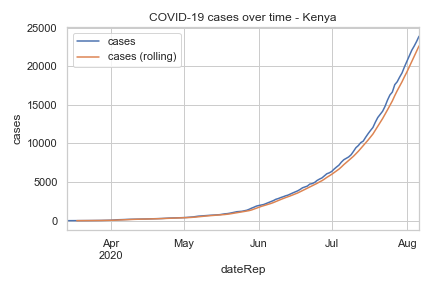 COVID-19 cases over time - Kenya
cases
cases (rolling)
25000
20000
15000
10000
5000
0
cases
Apr
2020
May
Jun
Jul
Aug
dateRep